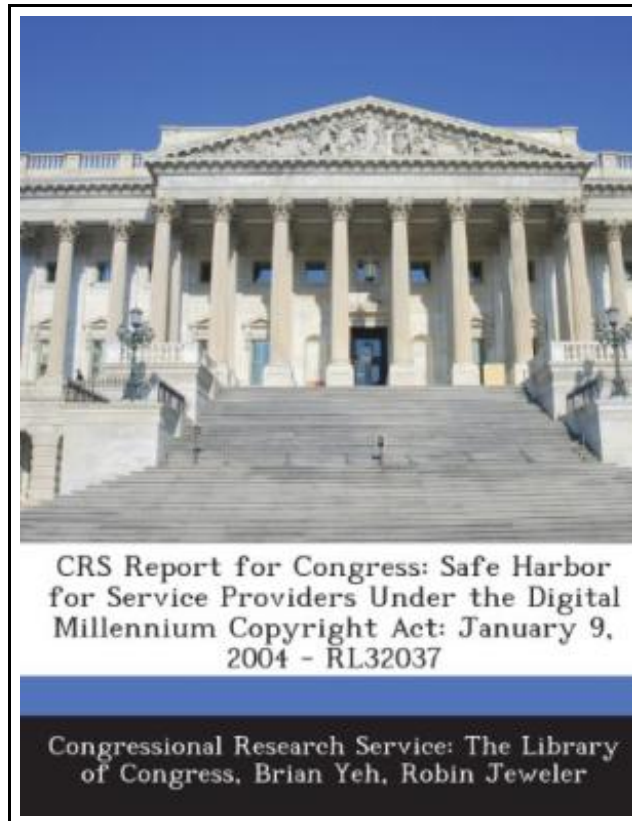 CRS Report for Congress: Safe Harbor
for Service Providers Under the Digital
Millennium Copyright Act: January 9,
2004 - RL32037
Congressional Research Service: The Library
of Congress, Brian Yeh, Robin Jeweler